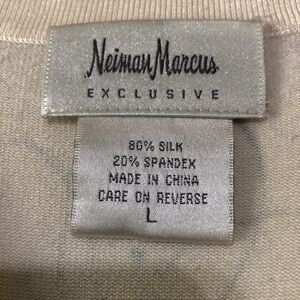 Neiman Marcus
EXCLUSIVE
80% SILK
20% SPANDEX
MADE IN CHINA
CARE ON REVERSE
L